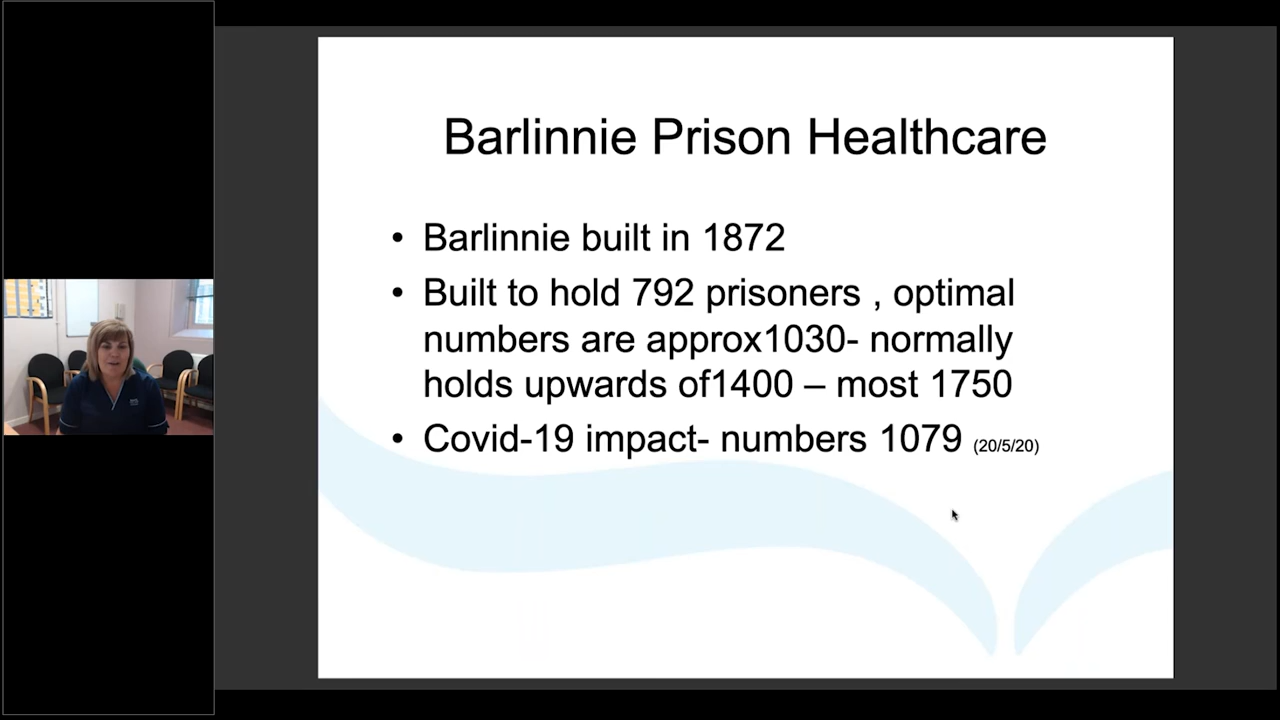 Barlinnie Prison Healthcare
• Barlinnie built in 1872
• Built to hold 792 prisoners , optimal
numbers are approx1030- normally
holds upwards of1400 – most 1750
• Covid-19 impact- numbers 1079 (20/5/20)